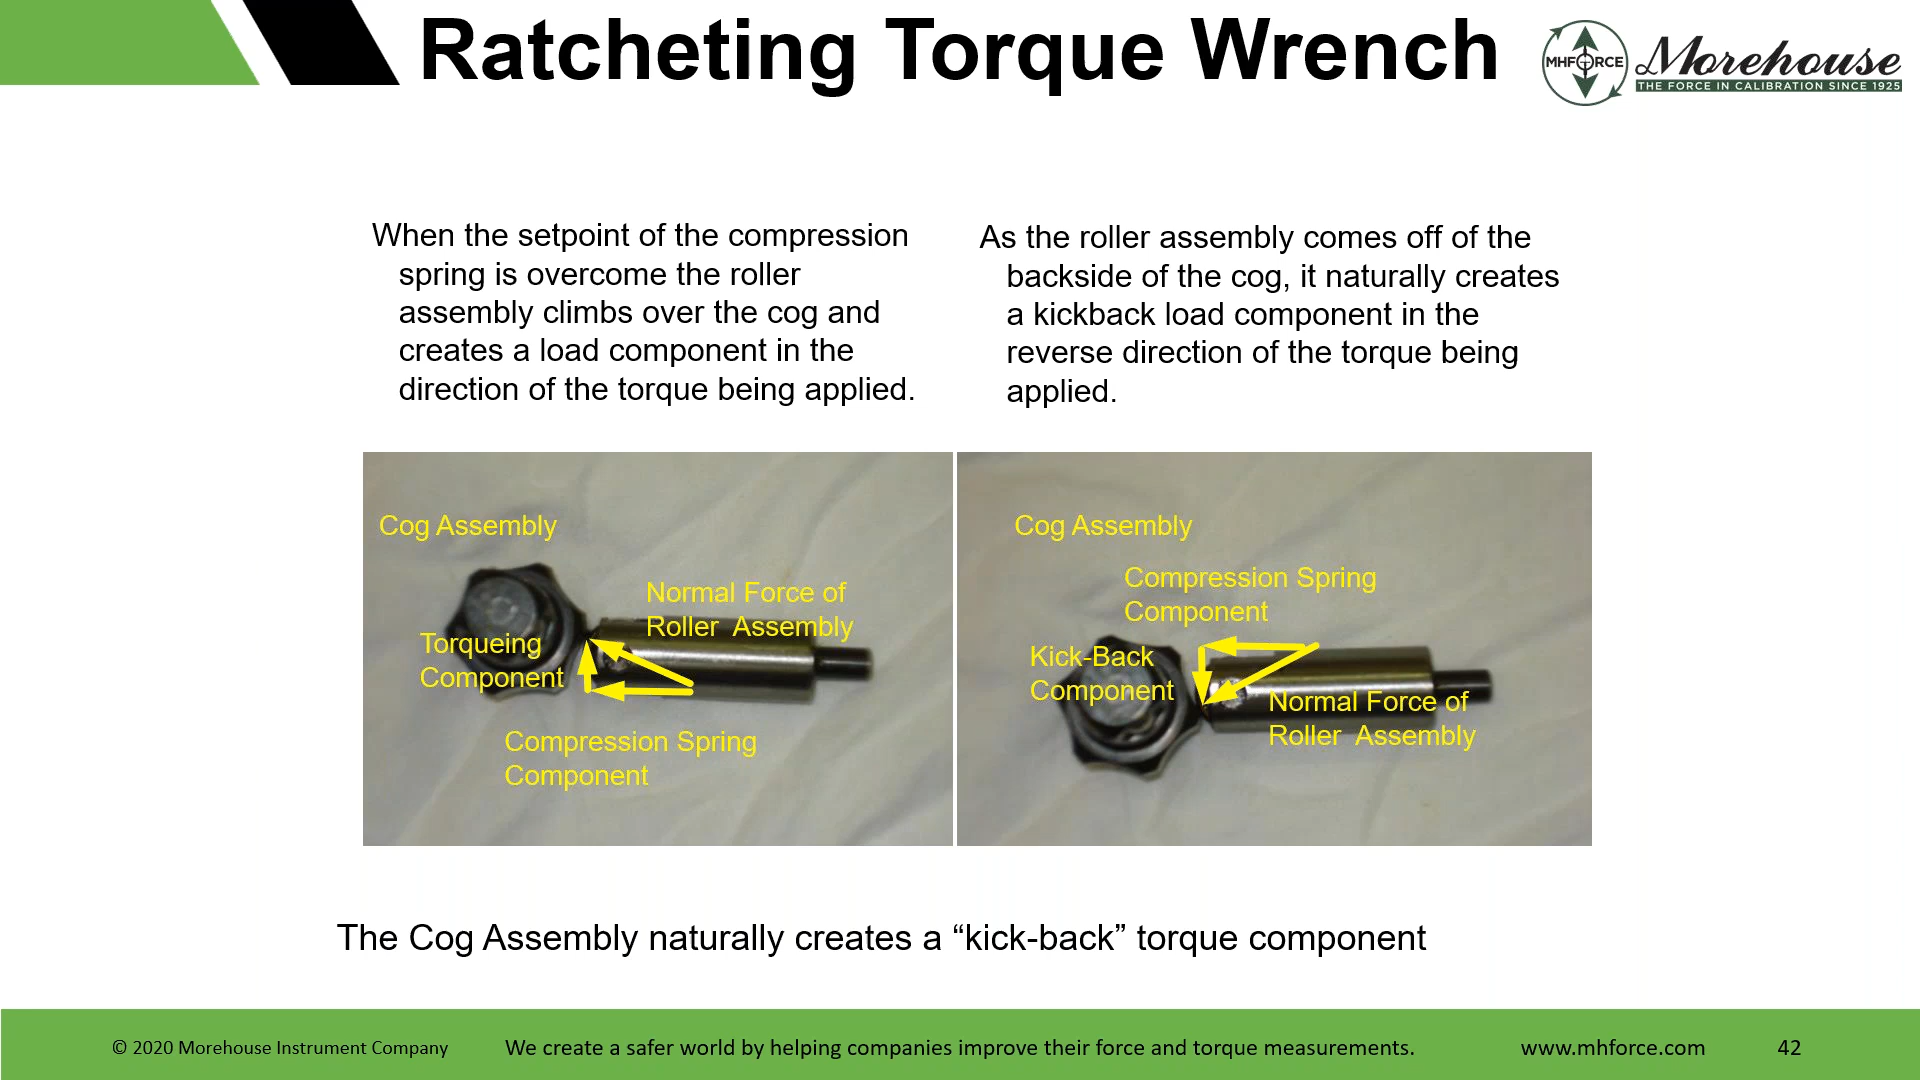 Ratcheting Torque Wrench
MHFORCE
Morehouse
THE FORCE IN CALIBRATION SINCE 1925
When the setpoint of the compression
spring is overcome the roller
assembly climbs over the cog and
creates a load component in the
direction of the torque being applied.
As the roller assembly comes off of the
backside of the cog, it naturally creates
a kickback load component in the
reverse direction of the torque being
applied.
Cog Assembly
Normal Force of
Roller Assembly
Torqueing
Component
Compression Spring
Component
Cog Assembly
Compression Spring
Component
Kick-Back
Component
Normal Force of
Roller Assembly
The Cog Assembly naturally creates a “kick-back” torque component
© 2020 Morehouse Instrument Company
We create a safer world by helping companies improve their force and torque measurements.
www.mhforce.com
42